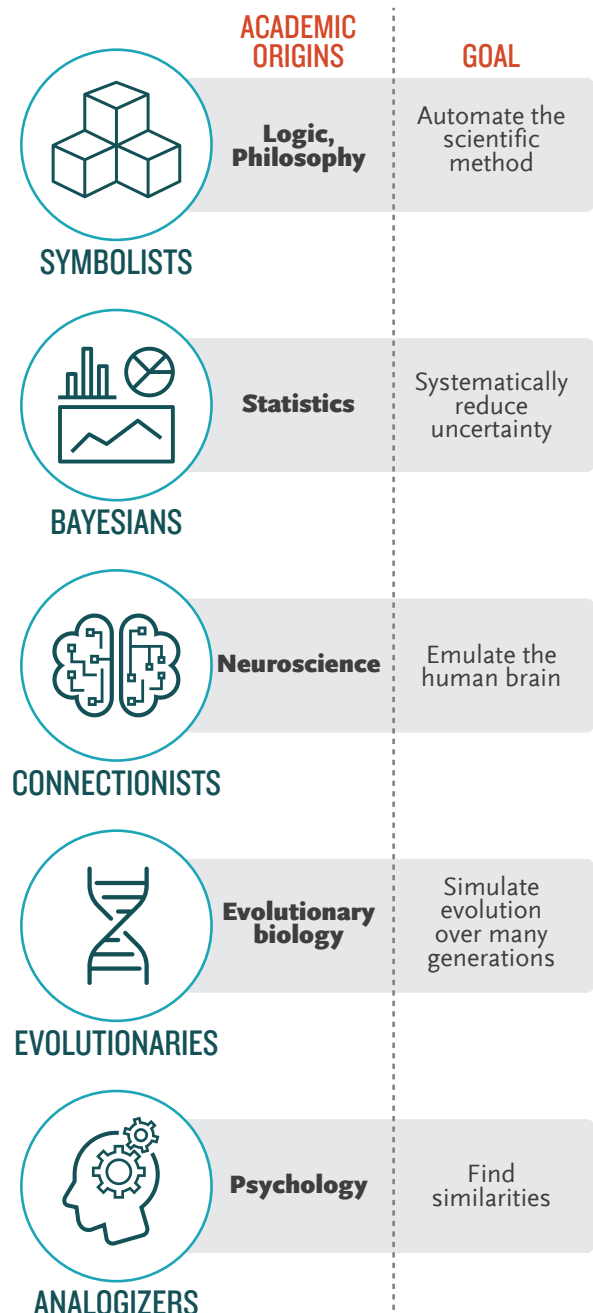 ACADEMIC
ORIGINS
GOAL
Logic,
Philosophy
Automate the
scientific
method
SYMBOLISTS
Statistics
Systematically
reduce
uncertainty
BAYESIANS
Neuroscience
Emulate the
human brain
CONNECTIONISTS
Evolutionary
biology
Simulate
evolution
over many
generations
EVOLUTIONARIES
Psychology
Find
similarities
ANALOGIZERS